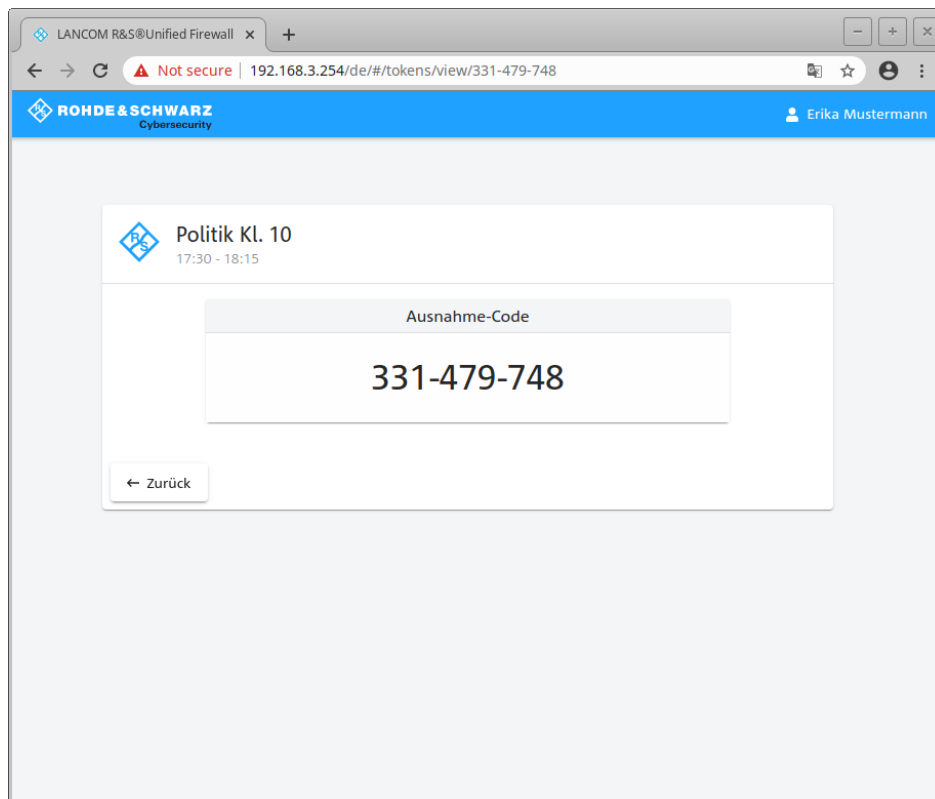 LANCOM R&S®Unified Firewall
Not secure 192.168.3.254/de/#/tokens/view/331-479-748
ROHDE&SCHWARZ
Cybersecurity
Erika Mustermann
R S
Politik Kl. 10
17:30 - 18:15
Ausnahme-Code
331-479-748
← Zurück